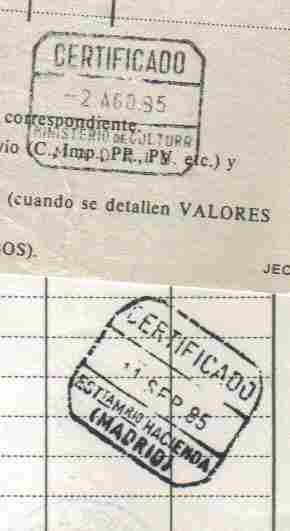 CERTIFICADO
-2 AGO.85
correspondiente.
MINISTERIO DE CULTURA
vio (C., Imp., PR., PV. etc.) y
(cuando se detallen VALORES
OS).
JEC
CERTIFICADO
11 SEP 85
HACIENDA
(MADRID)